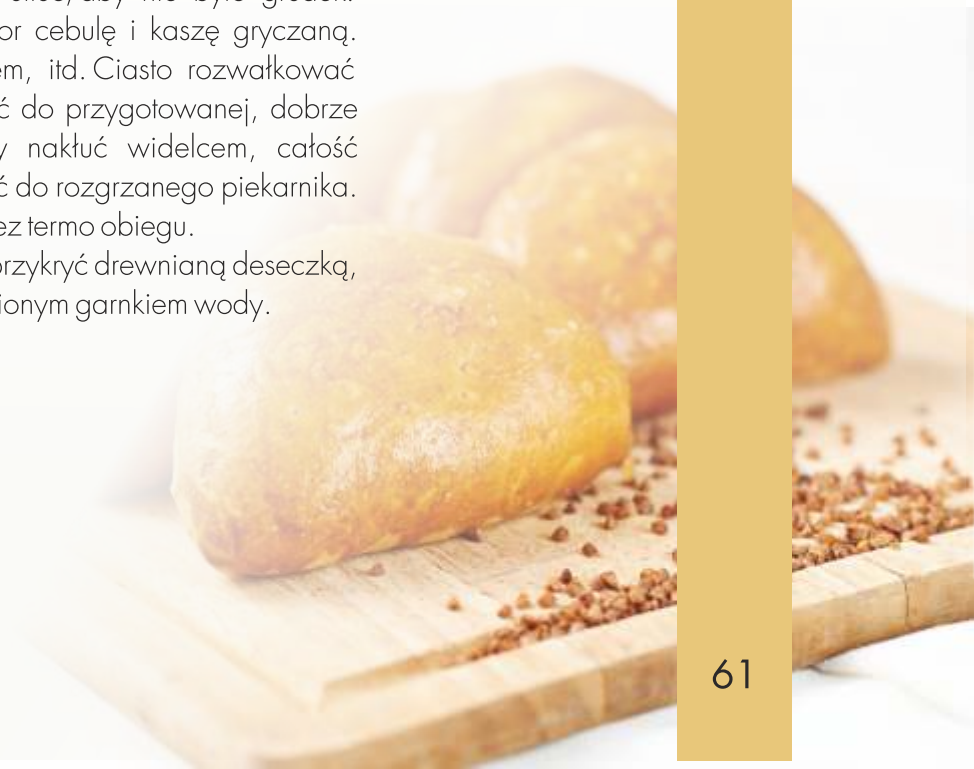 or cebulę i kaszę gryczaną.
em, itd. Ciasto rozwałkować
ć do przygotowanej, dobrze
y nakłuć widelcem, całość
ć do rozgrzanego piekarnika.
ez termo obiegu.
przykryć drewnianą deseczką,
ionym garnkiem wody.
61